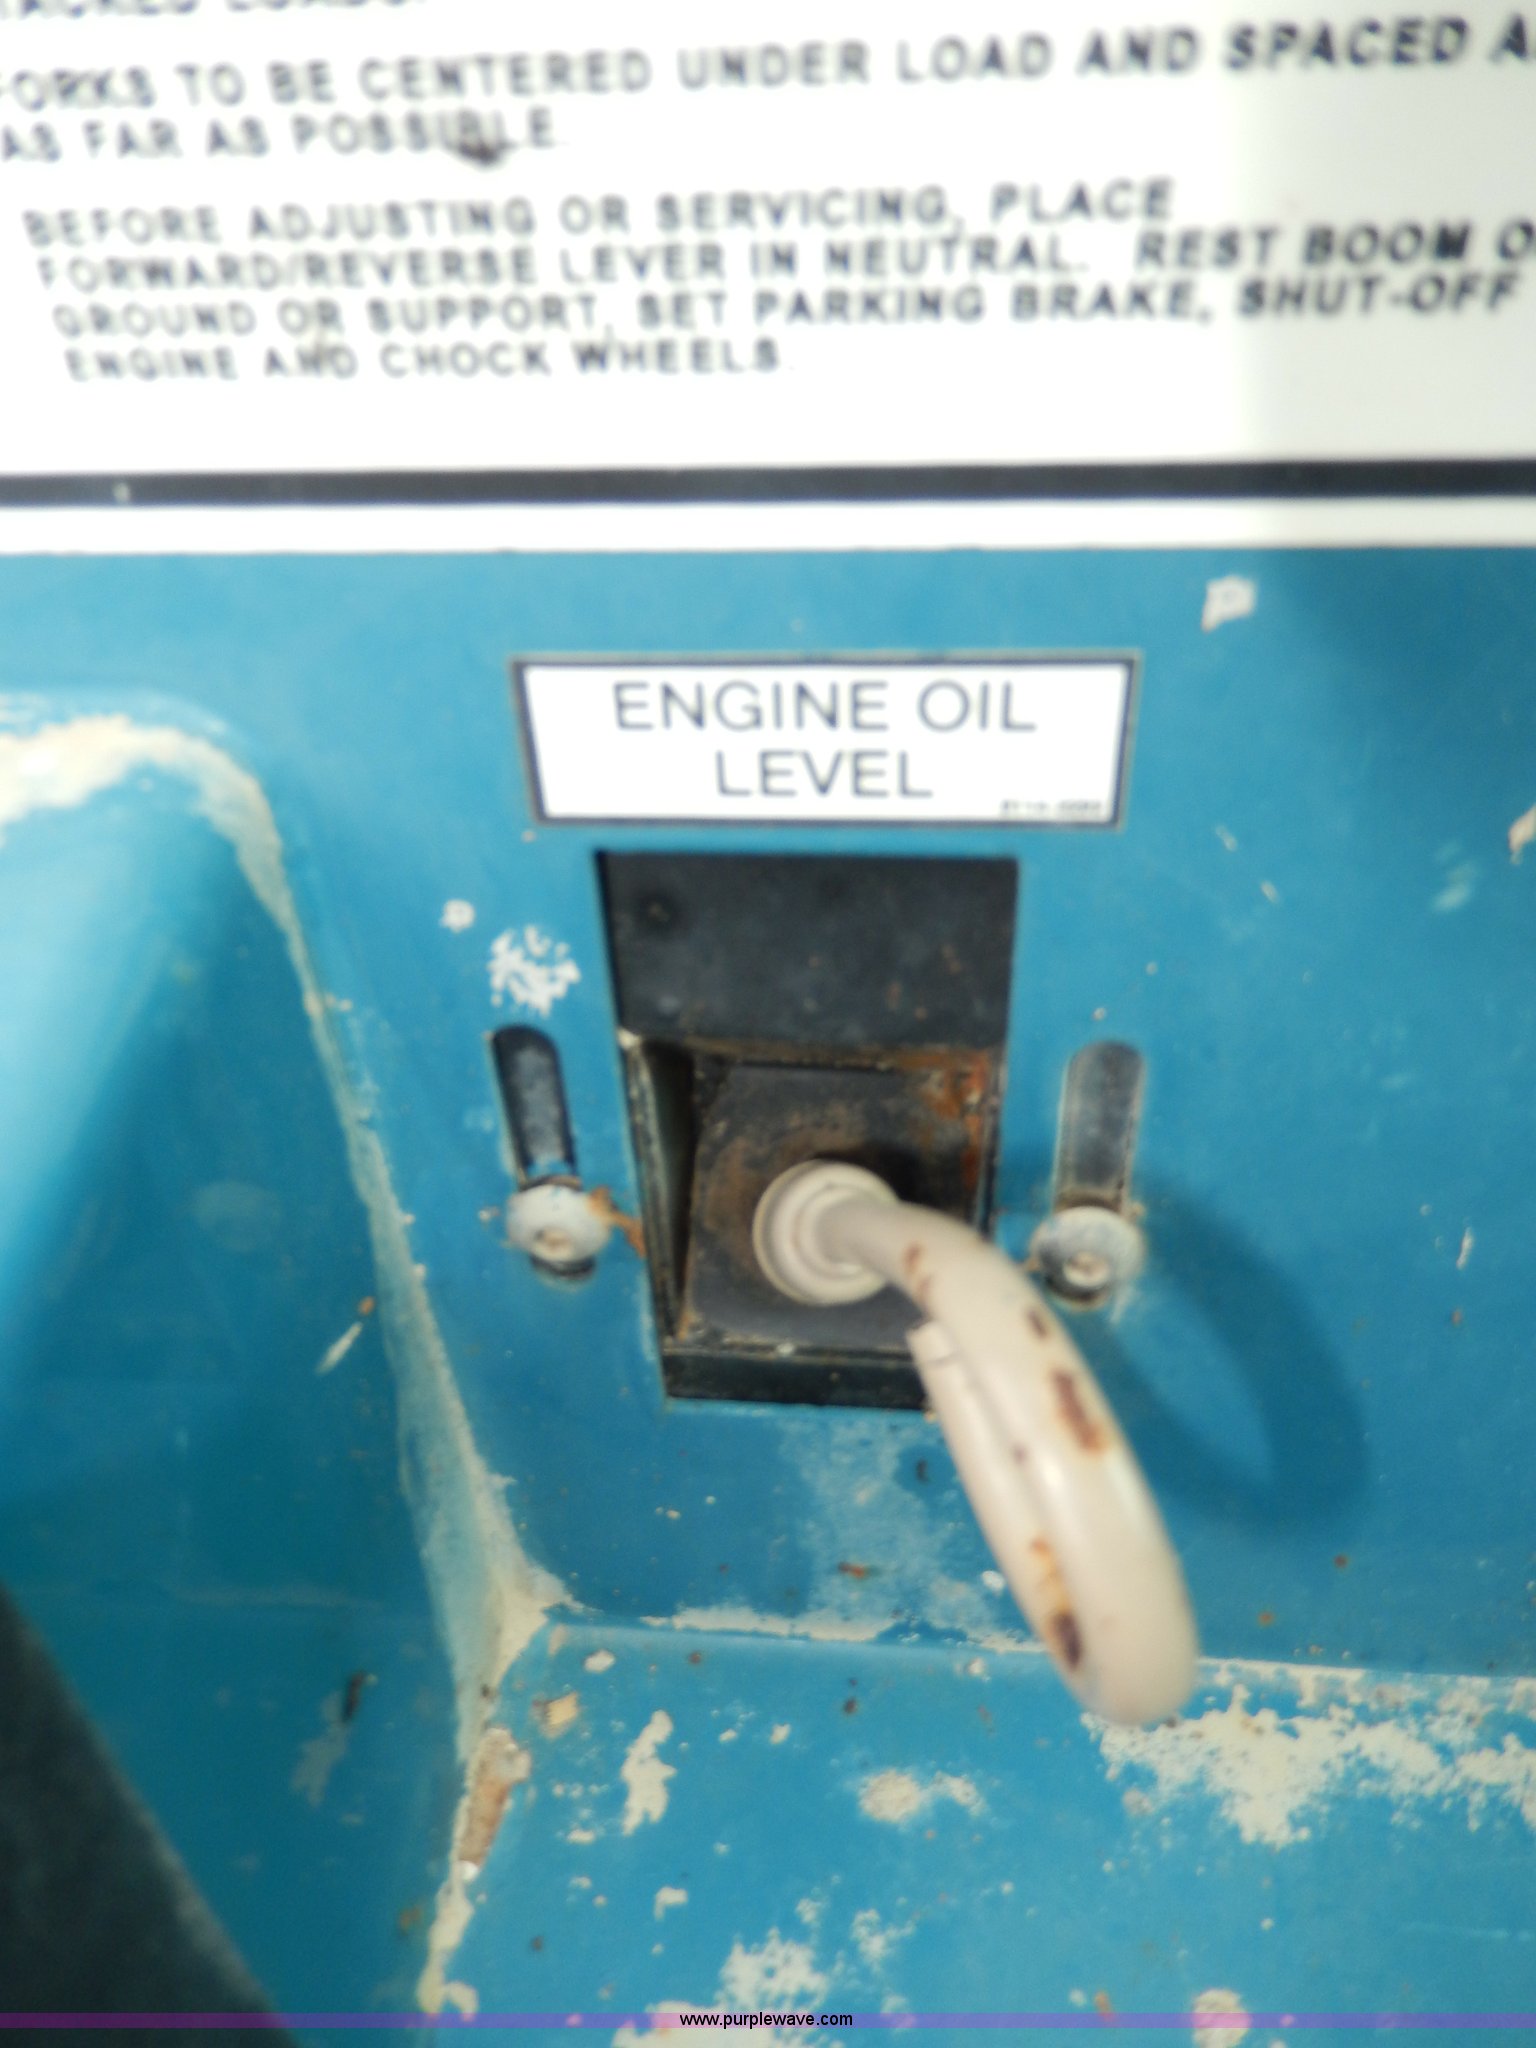 FORKS TO BE CENTERED UNDER LOAD AND SPACED
AS FAR AS POSSIBLE
BEFORE ADJUSTING OR SERVICING, PLACE
FORWARD/REVERSE LEVER IN NEUTRAL. REST BOOM
GROUND OR SUPPORT, SET PARKING BRAKE, SHUT-OFF
ENGINE AND CHOCK WHEELS.
ENGINE OIL
LEVEL
www.purplewave.com